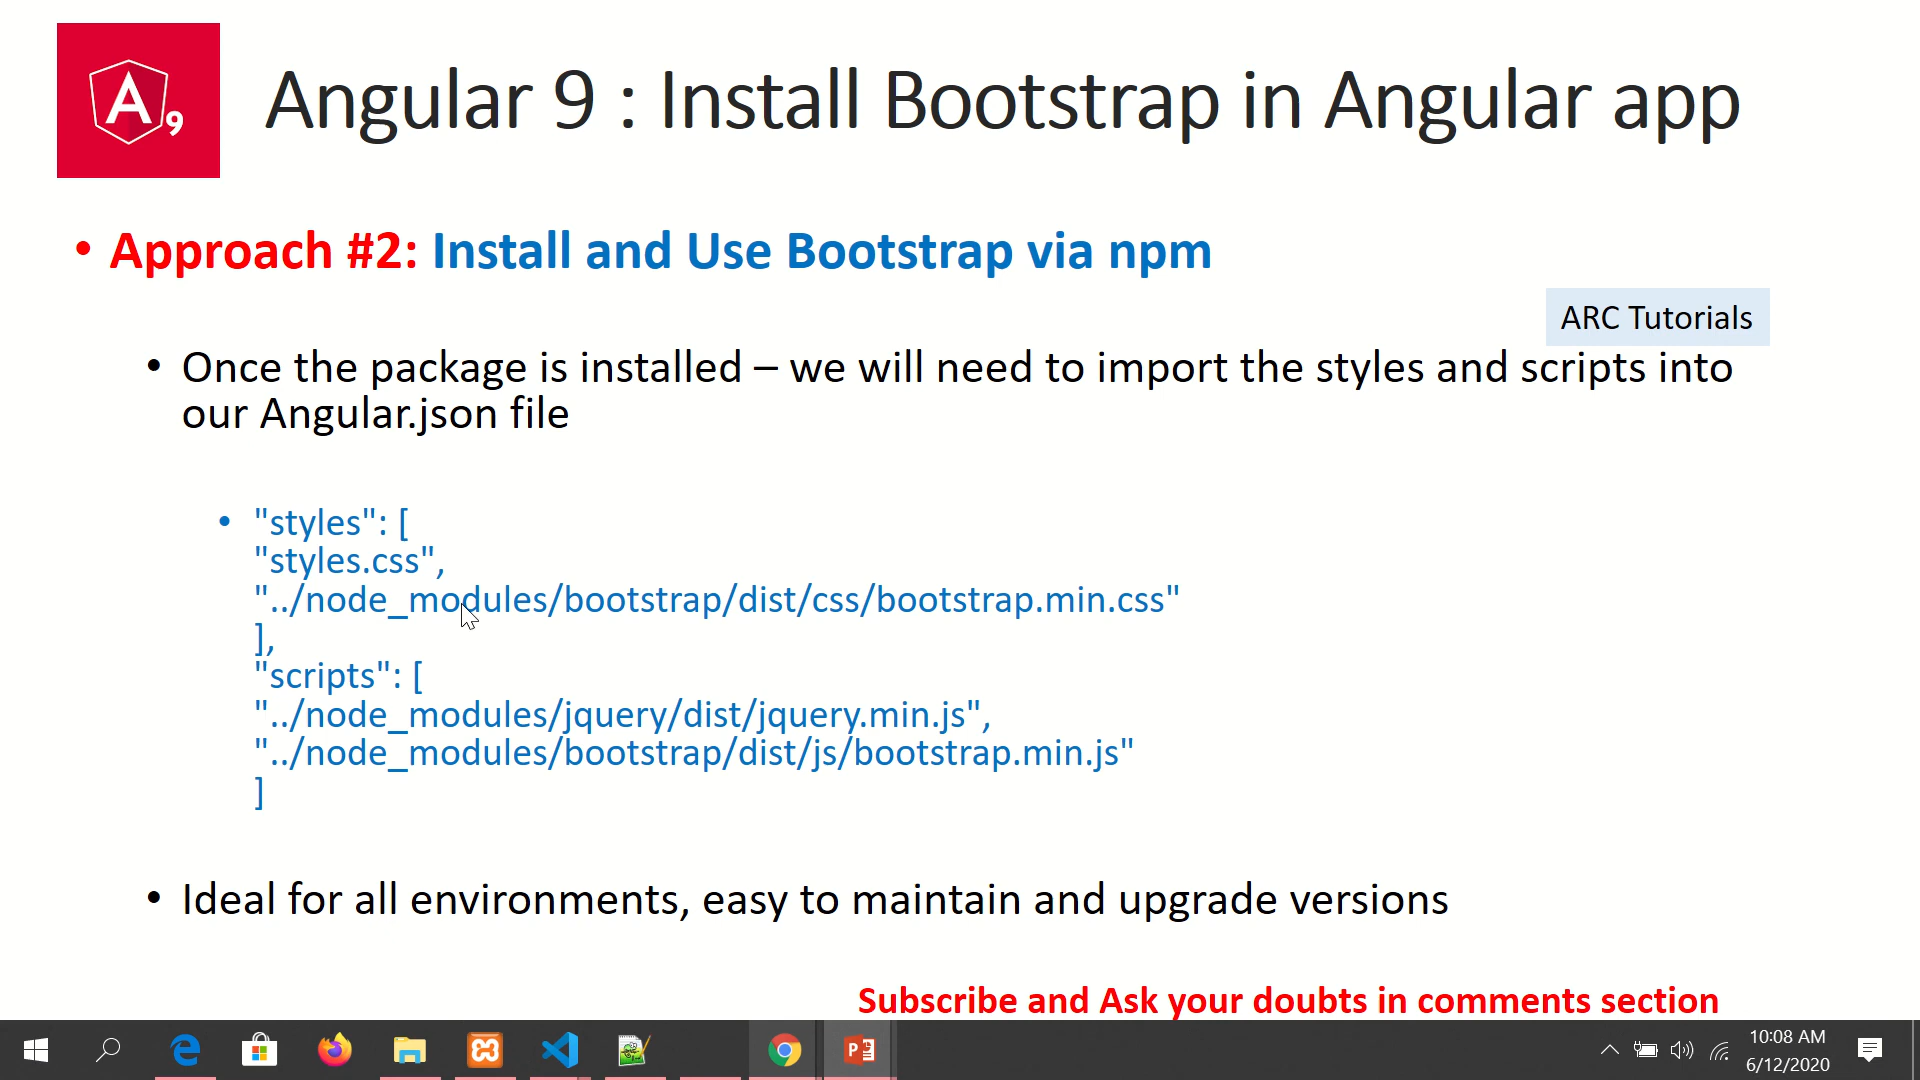 A 9
Angular 9 : Install Bootstrap in Angular app
• Approach #2: Install and Use Bootstrap via npm
ARC Tutorials
• Once the package is installed – we will need to import the styles and scripts into
our Angular.json file
• "styles": [
"styles.css",
"../node_modules/bootstrap/dist/css/bootstrap.min.css"
],
"scripts": [
"../node_modules/jquery/dist/jquery.min.js",
"../node_modules/bootstrap/dist/js/bootstrap.min.js"
]
• Ideal for all environments, easy to maintain and upgrade versions
Subscribe and Ask your doubts in comments section
10:08 AM
6/12/2020